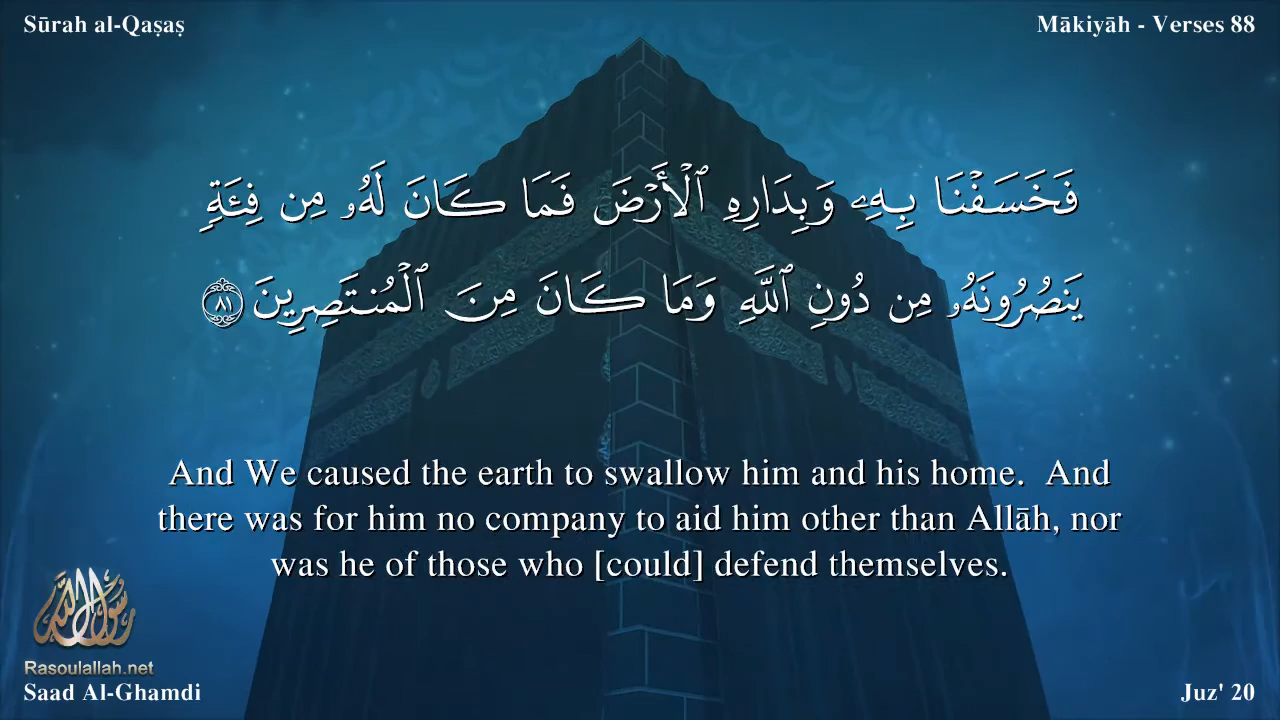 Sūrah al-Qaṣaṣ
Mākiyāh - Verses 88
فَخَسَفْنَا بِهِۦ وَبِدَارِهِ ٱلْأَرْضَ فَمَا كَانَ لَهُۥ مِن فِئَةٍ
يَنصُرُونَهُۥ مِن دُونِ ٱللَّهِ وَمَا كَانَ مِنَ ٱلْمُنتَصِرِينَ ٨١
And We caused the earth to swallow him and his home.  And
there was for him no company to aid him other than Allāh, nor
was he of those who [could] defend themselves.
رسول الله
Rasoulallah.net
Saad Al-Ghamdi
Juz' 20